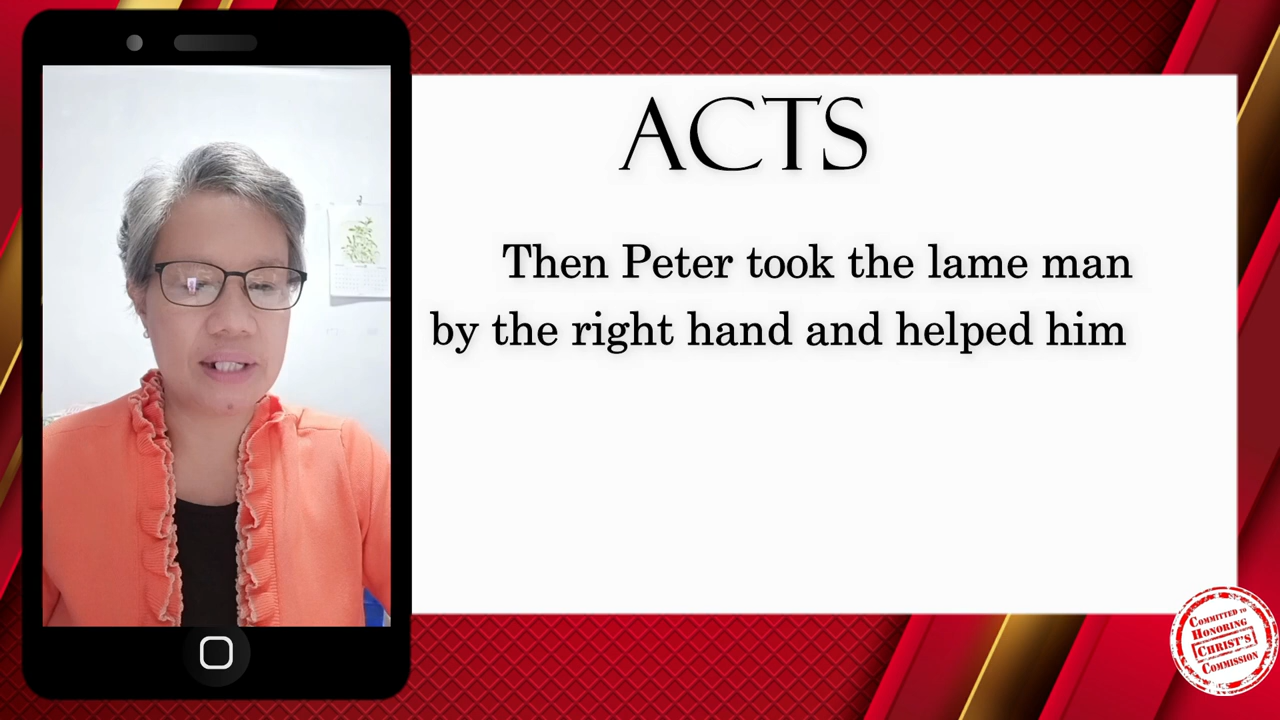 ACTS
Then Peter took the lame man
by the right hand and helped him
COMMITTED TO
HONORING
CHRIST'S
COMMISSION